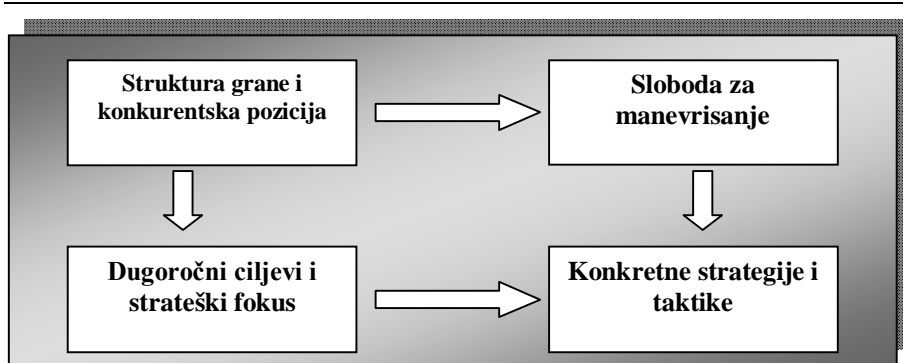 Struktura grane i
konkurentska pozicija
Sloboda za
manevrisanje
Dugoročni ciljevi i
strateški fokus
Konkretne strategije i
taktike